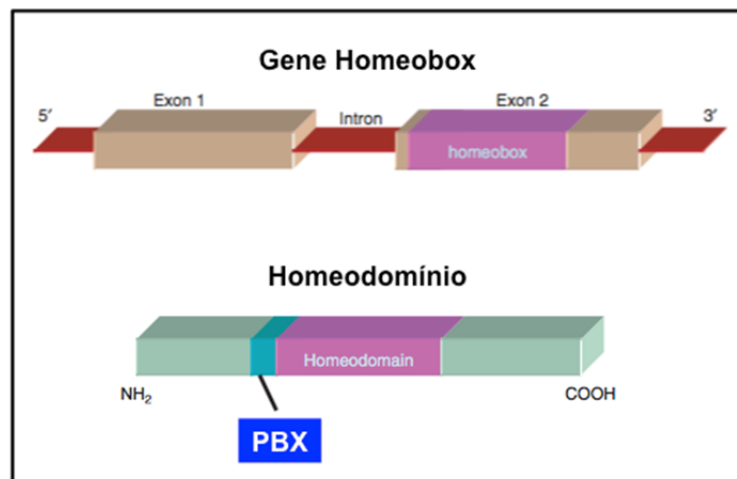 Gene Homeobox
5′ Exon 1 Intron Exon 2 3′
homeobox
Homeodomínio
Homeodomain
NH₂ COOH
PBX